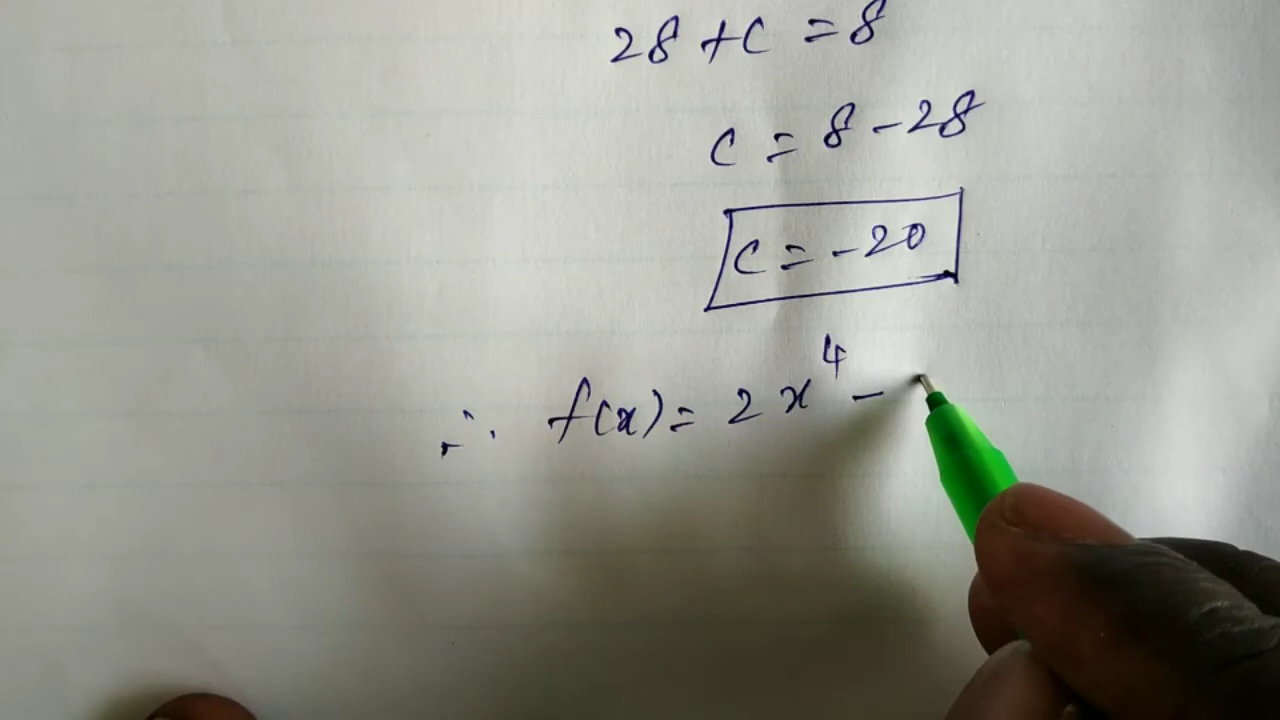 28 + c = 8
c = 8 - 28
c = -20
∴ f(x) = 2x⁴ -